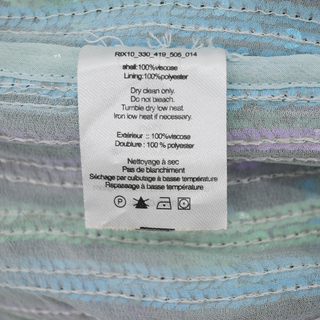 RIX10_330_419_505_014
shell:100%viscose
Lining:100%polyester
Dry clean only.
Do not bleach.
Tumble dry low heat.
Iron low heat if necessary.
Extérieur :: 100%viscose
Doublure : 100 % polyester
Nettoyage à sec
Pas de blanchiment
Séchage par culbutage à basse température
Repassage à basse température
P